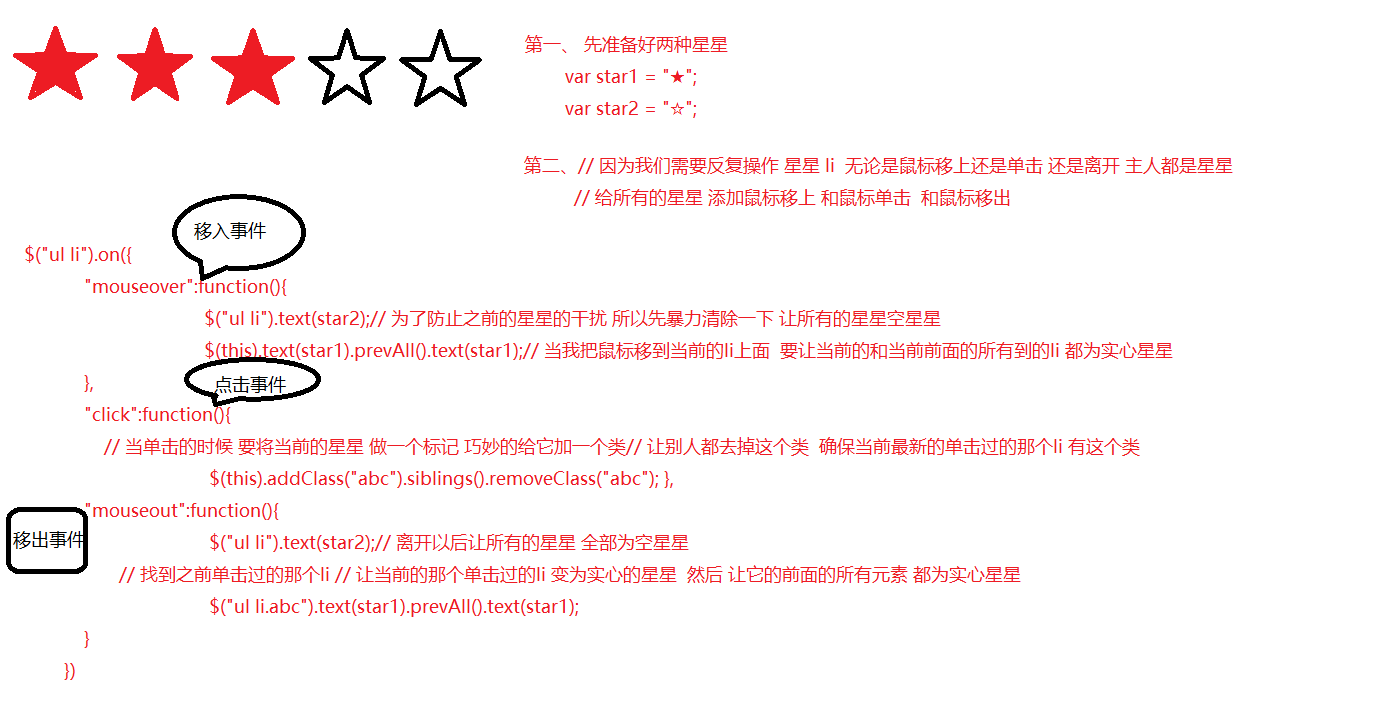 第一、 先准备好两种星星
var star1 = "★";
var star2 = "☆";
第二、// 因为我们需要反复操作 星星 li  无论是鼠标移上还是单击 还是离开 主人都是星星
// 给所有的星星 添加鼠标移上 和鼠标单击  和鼠标移出
移入事件
$("ul li").on({
"mouseover":function(){
$("ul li").text(star2);// 为了防止之前的星星的干扰 所以先暴力清除一下 让所有的星星空星星
$(this).text(star1).prevAll().text(star1);// 当我把鼠标移到当前的li上面  要让当前的和当前前面的所有到的li 都为实心星星
},
点击事件
"click":function(){
// 当单击的时候 要将当前的星星 做一个标记 巧妙的给它加一个类// 让别人都去掉这个类  确保当前最新的单击过的那个li 有这个类
$(this).addClass("abc").siblings().removeClass("abc"); },
"mouseout":function(){
移出事件
$("ul li").text(star2);// 离开以后让所有的星星 全部为空星星
// 找到之前单击过的那个li // 让当前的那个单击过的li 变为实心的星星  然后 让它的前面的所有元素 都为实心星星
$("ul li.abc").text(star1).prevAll().text(star1);
}
})